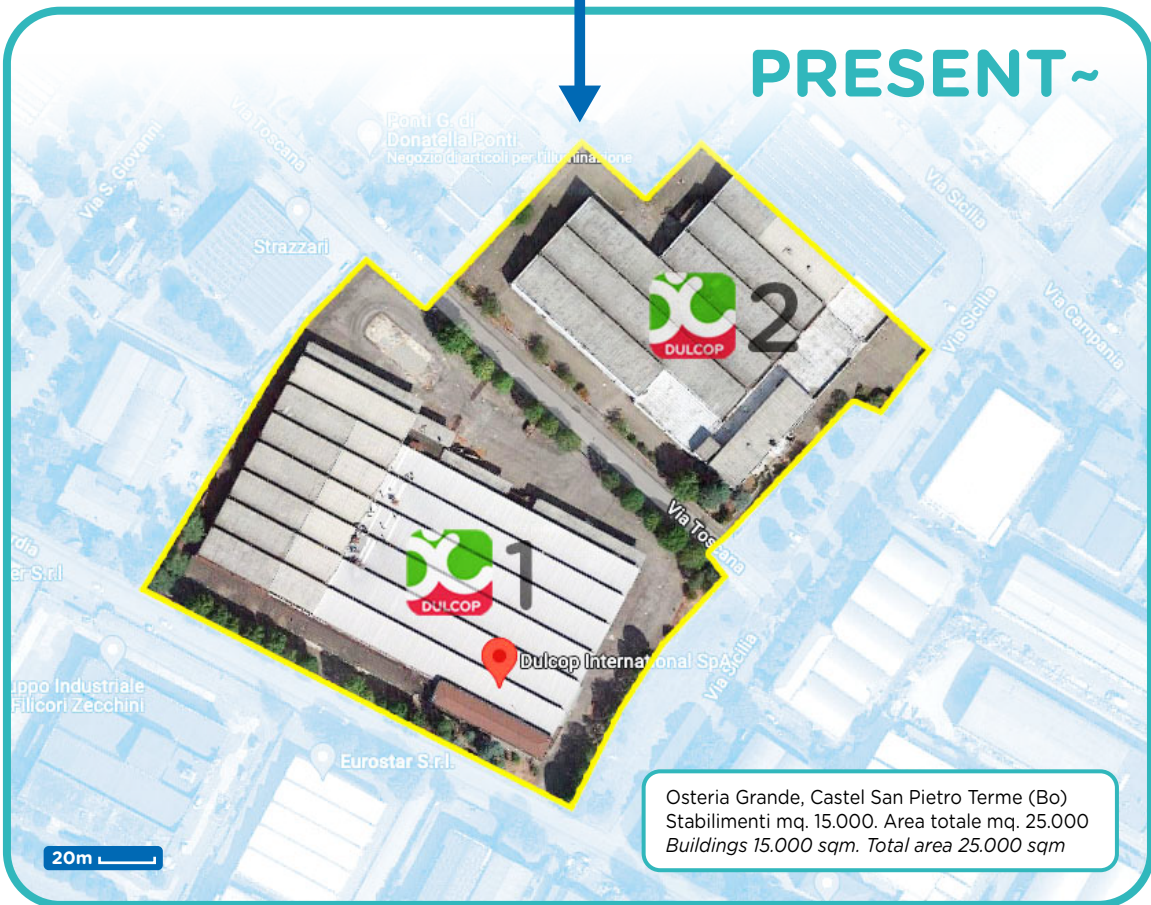 PRESENT~
Ponti G. di
Donatella Ponti
Negozio di articoli per l'illuminazione
Via Toscana
Via S. Giovanni
Strazzari
Via Sicilia
Via Sicilia
Via Campania
DULCOP
2
Via Toscana
DULCOP
1
Dulcop International SpA
Via Sicilia
rdia
er S.r.l
uppo Industriale
Filicori Zecchini
Eurostar S.r.l.
Osteria Grande, Castel San Pietro Terme (Bo)
Stabilimenti mq. 15.000. Area totale mq. 25.000
Buildings 15.000 sqm. Total area 25.000 sqm
20m